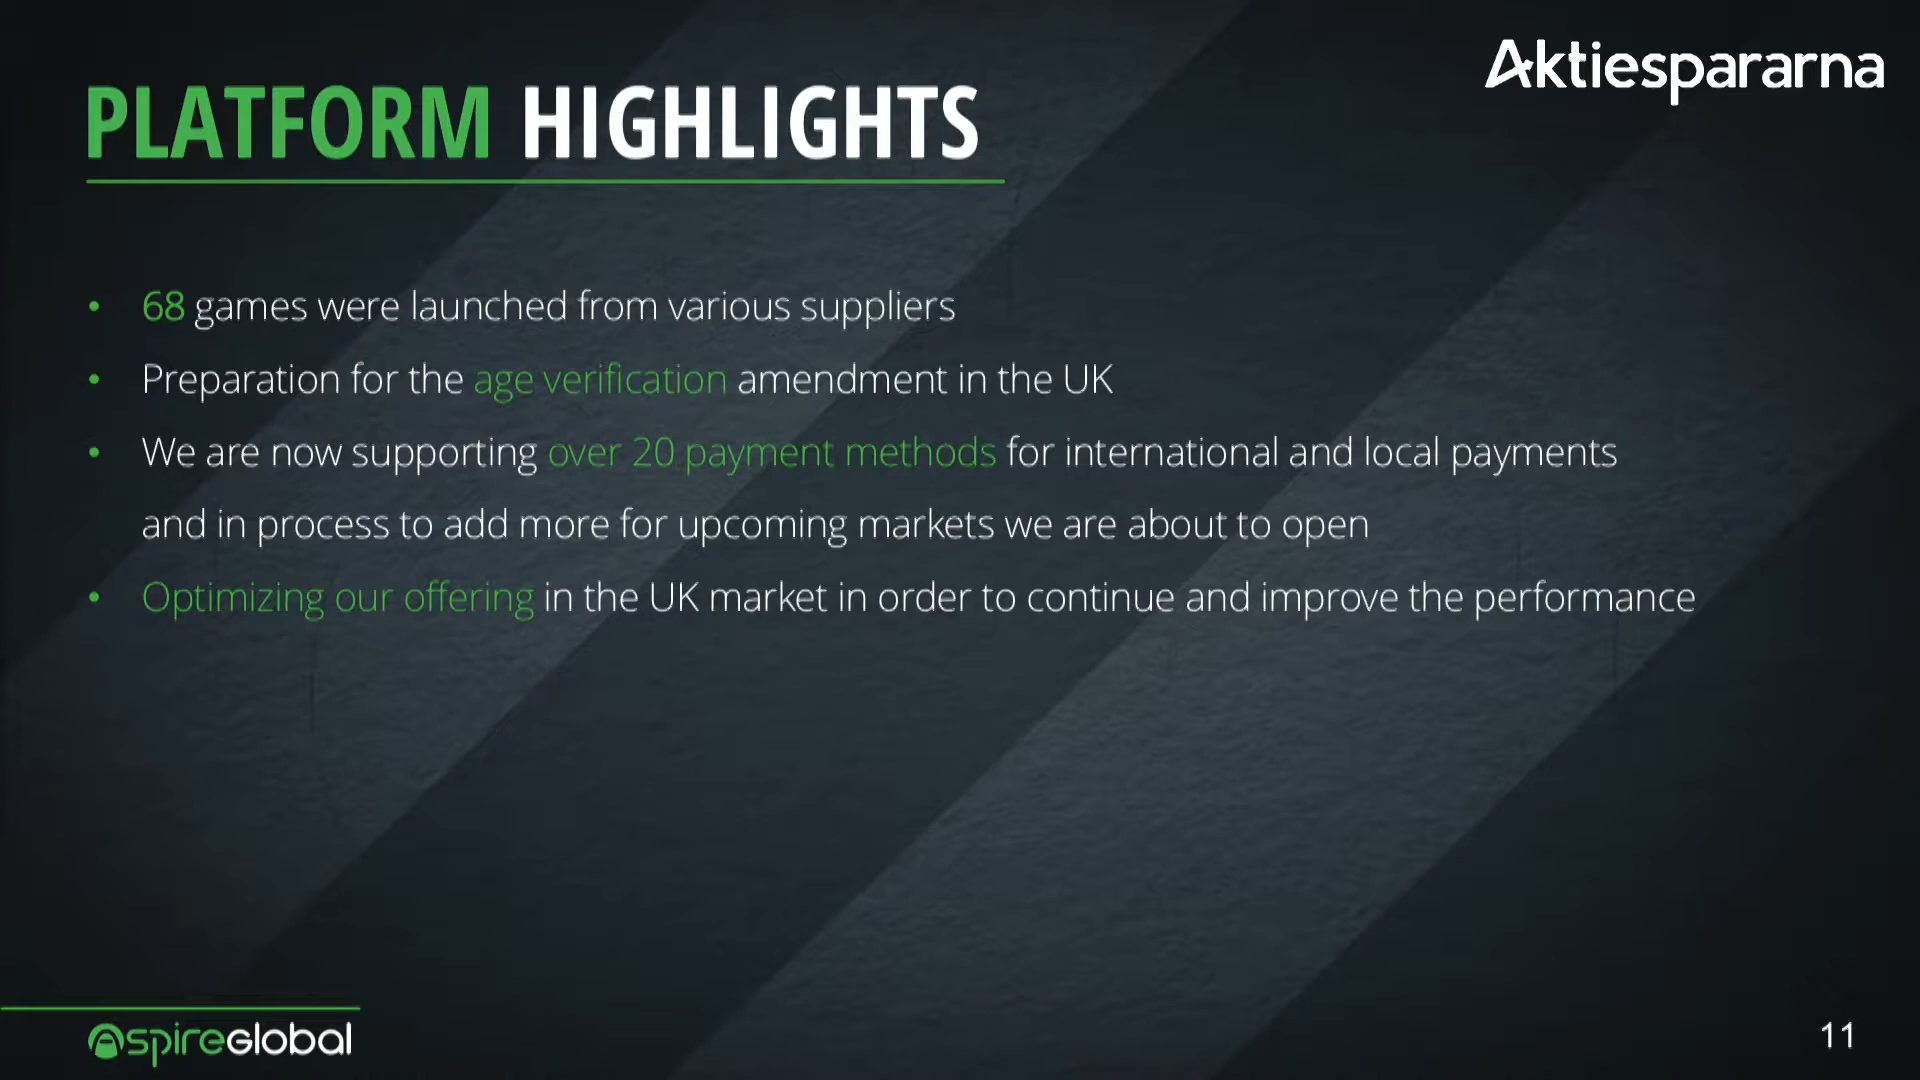 Aktiespararna
PLATFORM HIGHLIGHTS
• 68 games were launched from various suppliers
• Preparation for the age verification amendment in the UK
• We are now supporting over 20 payment methods for international and local payments
and in process to add more for upcoming markets we are about to open
• Optimizing our offering in the UK market in order to continue and improve the performance
aspireglobal
11